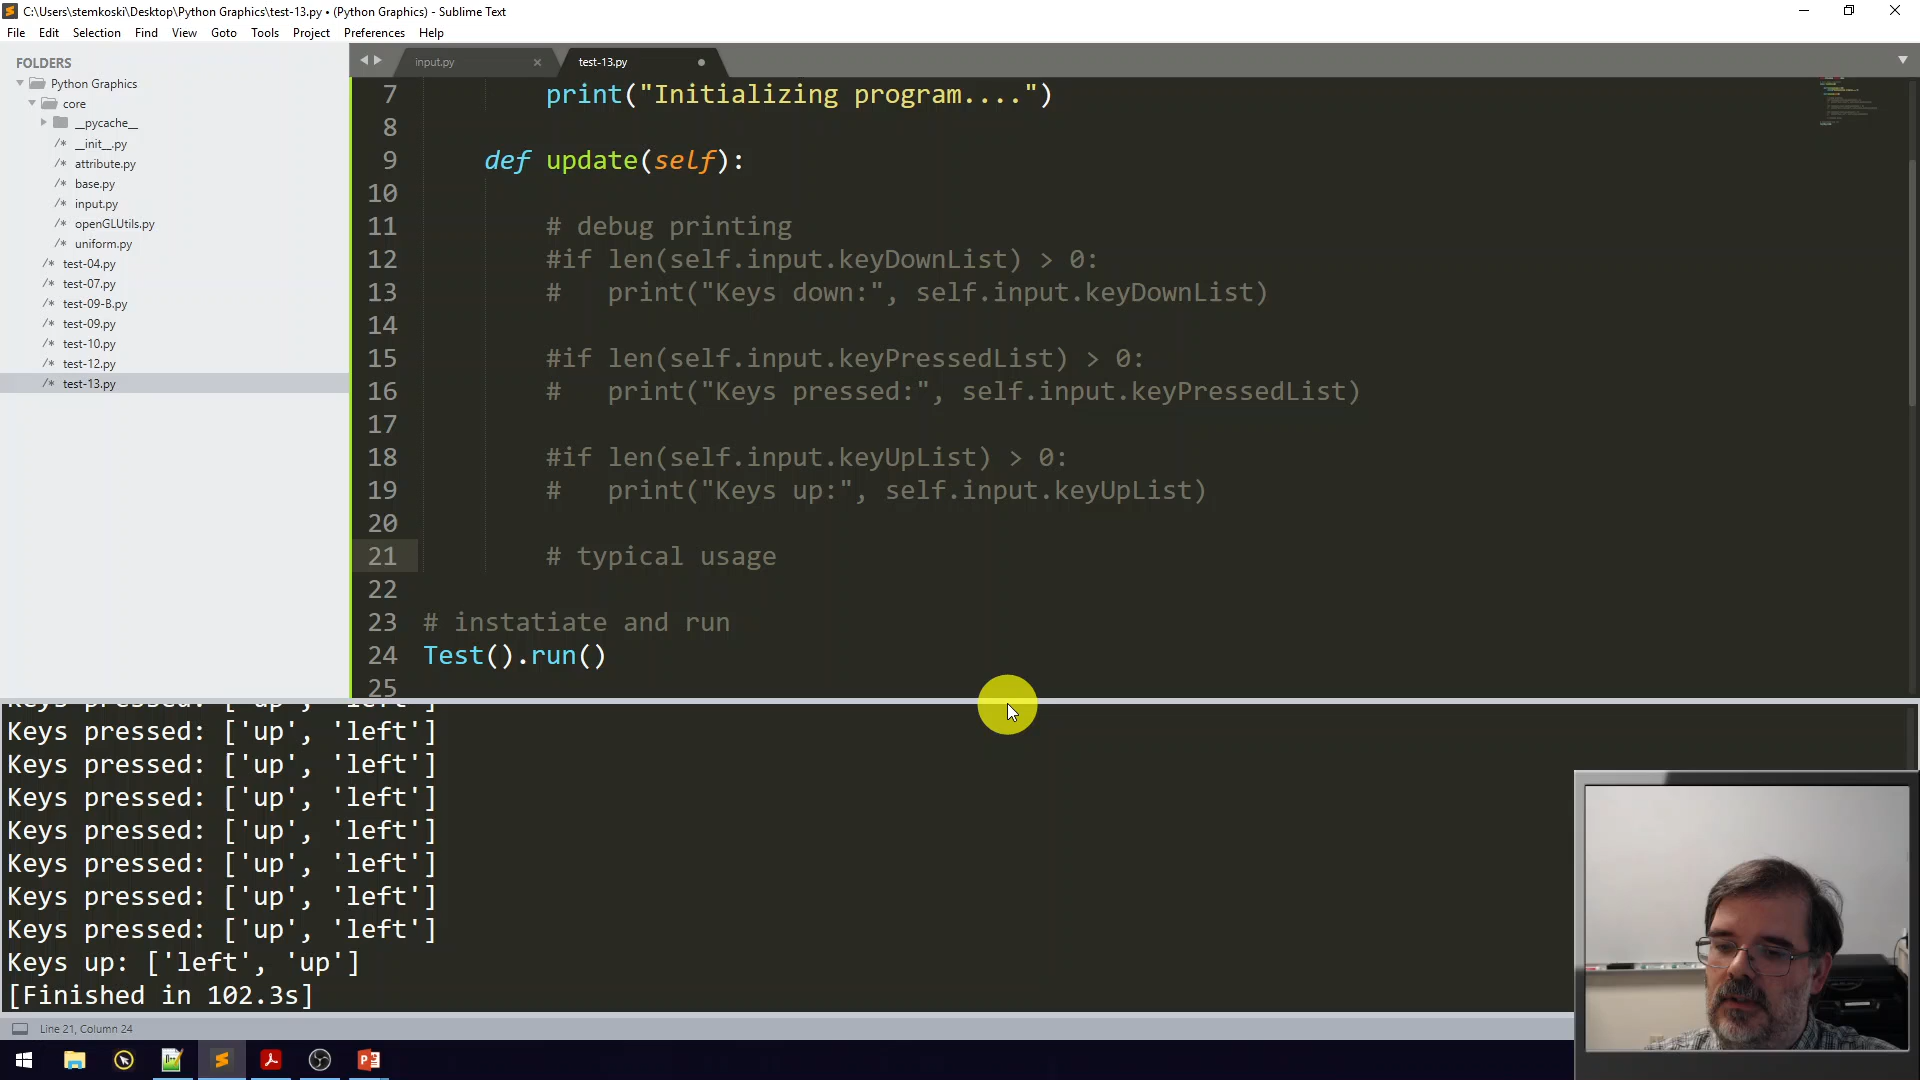 C:\Users\stemkoski\Desktop\Python Graphics\test-13.py • (Python Graphics) - Sublime Text
File Edit Selection Find View Goto Tools Project Preferences Help
FOLDERS
Python Graphics
core
__pycache__
/* __init__.py
/* attribute.py
/* base.py
/* input.py
/* openGLUtils.py
/* uniform.py
/* test-04.py
/* test-07.py
/* test-09-B.py
/* test-09.py
/* test-10.py
/* test-12.py
/* test-13.py
input.py × test-13.py
7 print("Initializing program....")
8
9 def update(self):
10
11 # debug printing
12 #if len(self.input.keyDownList) > 0:
13 #   print("Keys down:", self.input.keyDownList)
14
15 #if len(self.input.keyPressedList) > 0:
16 #   print("Keys pressed:", self.input.keyPressedList)
17
18 #if len(self.input.keyUpList) > 0:
19 #   print("Keys up:", self.input.keyUpList)
20
21 # typical usage
22
23 # instatiate and run
24 Test().run()
25
Keys pressed: ['up', 'left']
Keys pressed: ['up', 'left']
Keys pressed: ['up', 'left']
Keys pressed: ['up', 'left']
Keys pressed: ['up', 'left']
Keys pressed: ['up', 'left']
Keys pressed: ['up', 'left']
Keys pressed: ['up', 'left']
Keys up: ['left', 'up']
[Finished in 102.3s]
Line 21, Column 24